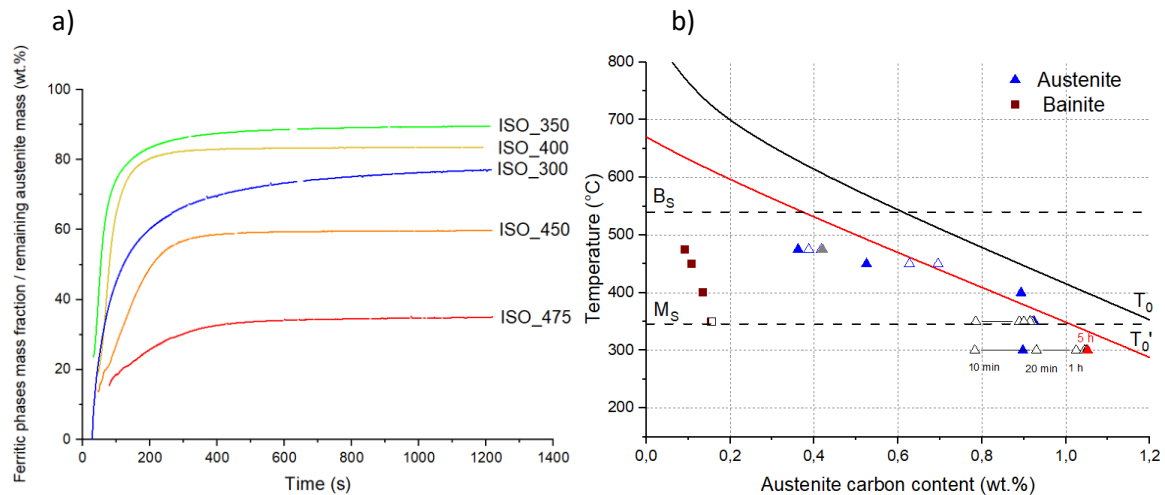 a)
Ferritic phases mass fraction / remaining austenite mass (wt.%)
100
80
60
40
20
0
ISO_350
ISO_400
ISO_300
ISO_450
ISO_475
0 200 400 600 800 1000 1200 1400
Time (s)
b)
Temperature (°C)
800
700
600
500
400
300
200
Austenite
Bainite
BS
MS
T0
T0'
5 h
10 min 20 min 1 h
0,0 0,2 0,4 0,6 0,8 1,0 1,2
Austenite carbon content (wt.%)